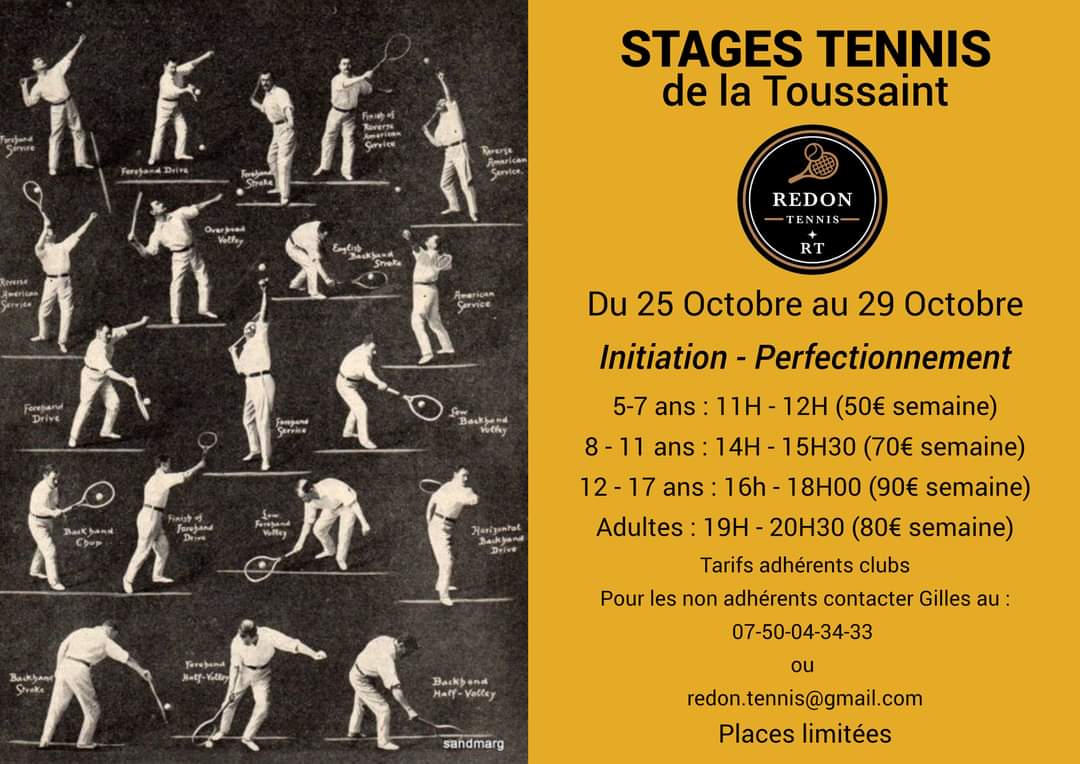 Forehand Service
Forehand Drive
Forehand Stroke
Finish of Reverse American Service
Reverse American Service.
Reverse American Service
Overhead Volley
English Backhand Stroke
American Service
Forehand Drive
Forehand Service
Low Backhand Volley
Backhand Chop
Finish of Forehand Drive
Low Forehand Volley
Horizontal Backhand Drive
Backhand Stroke
Forehand Half-Volley
Backhand Half-Volley
sandmarg
STAGES TENNIS
de la Toussaint
REDON
TENNIS
RT
Du 25 Octobre au 29 Octobre
Initiation - Perfectionnement
5-7 ans : 11H - 12H (50€ semaine)
8 - 11 ans : 14H - 15H30 (70€ semaine)
12 - 17 ans : 16h - 18H00 (90€ semaine)
Adultes : 19H - 20H30 (80€ semaine)
Tarifs adhérents clubs
Pour les non adhérents contacter Gilles au :
07-50-04-34-33
ou
redon.tennis@gmail.com
Places limitées